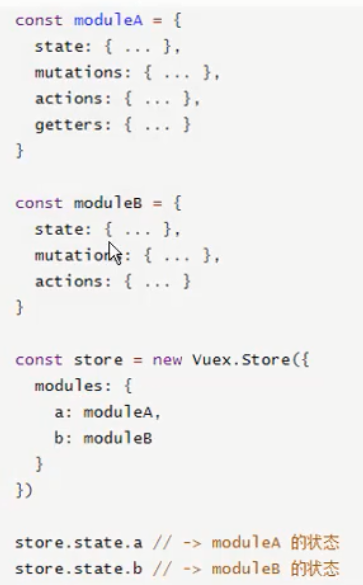 const moduleA = {
  state: { ... },
  mutations: { ... },
  actions: { ... },
  getters: { ... }
}

const moduleB = {
  state: { ... },
  mutations: { ... },
  actions: { ... }
}

const store = new Vuex.Store({
  modules: {
    a: moduleA,
    b: moduleB
  }
})

store.state.a // -> moduleA 的状态
store.state.b // -> moduleB 的状态